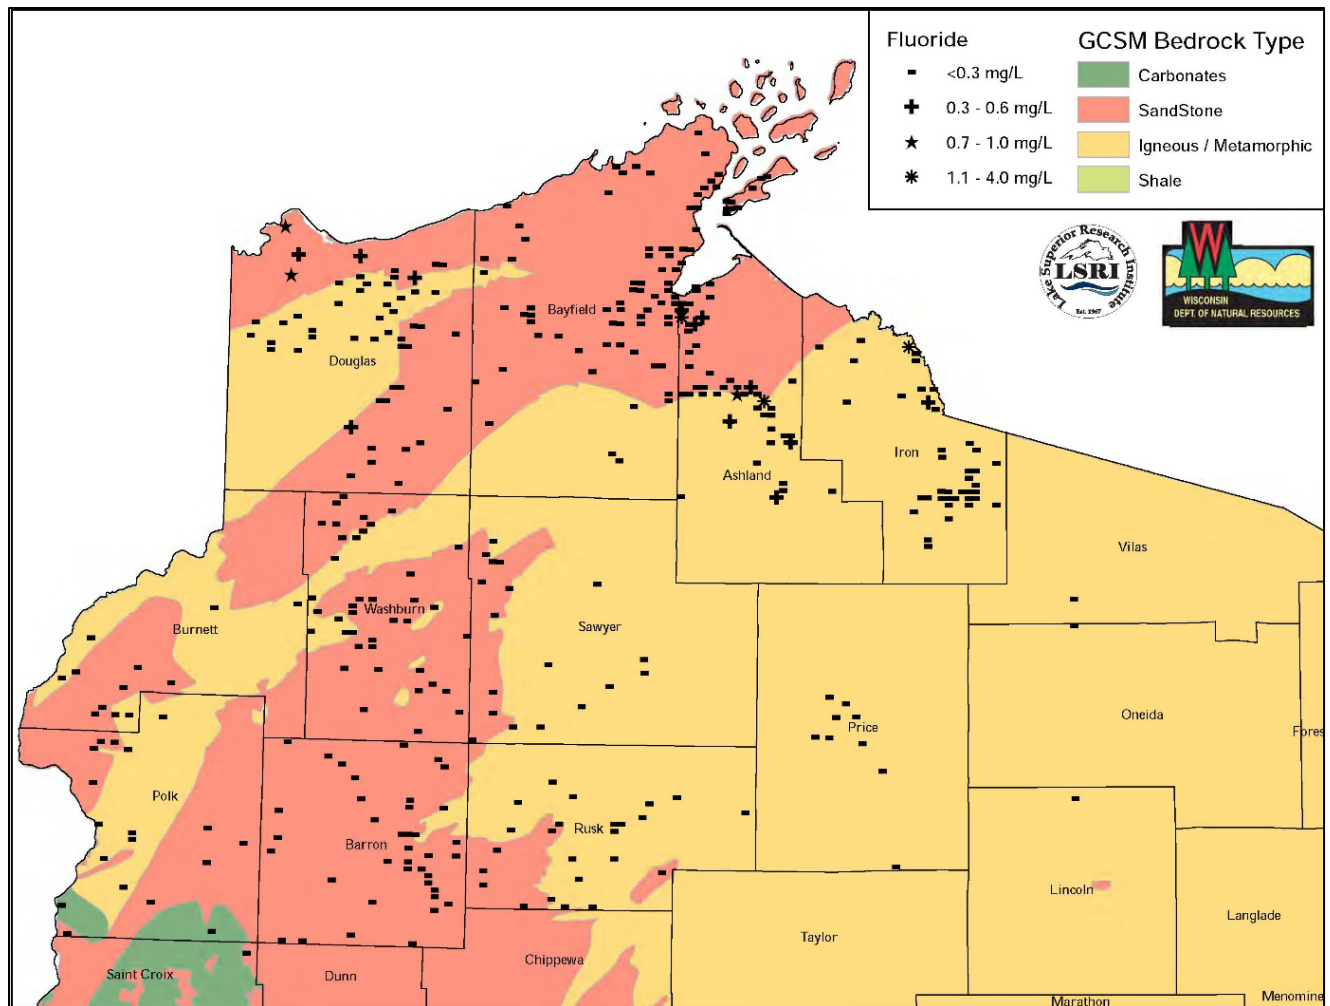 Fluoride
<0.3 mg/L
0.3 - 0.6 mg/L
0.7 - 1.0 mg/L
1.1 - 4.0 mg/L
GCSM Bedrock Type
Carbonates
SandStone
Igneous / Metamorphic
Shale
Lake Superior Research Institute
LSRI
Est. 1967
W
WISCONSIN
DEPT. OF NATURAL RESOURCES
Bayfield
Douglas
Iron
Ashland
Vilas
Washburn
Burnett
Sawyer
Oneida
Price
Fores
Polk
Rusk
Barron
Lincoln
Langlade
Taylor
Chippewa
Saint Croix
Dunn
Marathon
Menomine